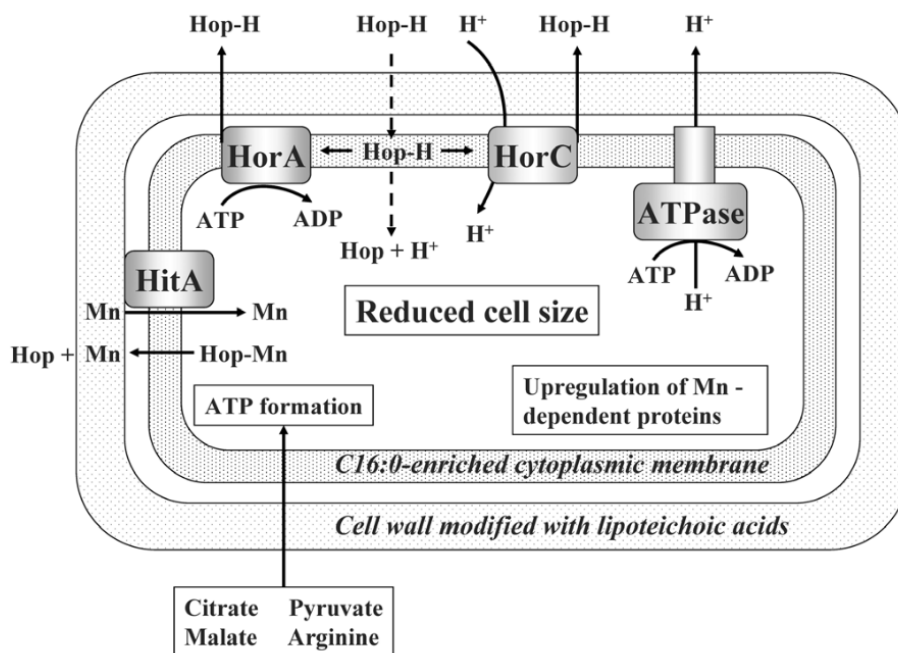 Hop-H
Hop-H
H⁺
Hop-H
H⁺
HorA
Hop-H
HorC
ATP
ADP
Hop + H⁺
H⁺
ATPase
ATP
ADP
H⁺
HitA
Mn
Mn
Hop + Mn
Hop-Mn
Reduced cell size
ATP formation
Upregulation of Mn -
dependent proteins
C16:0-enriched cytoplasmic membrane
Cell wall modified with lipoteichoic acids
Citrate Pyruvate
Malate Arginine